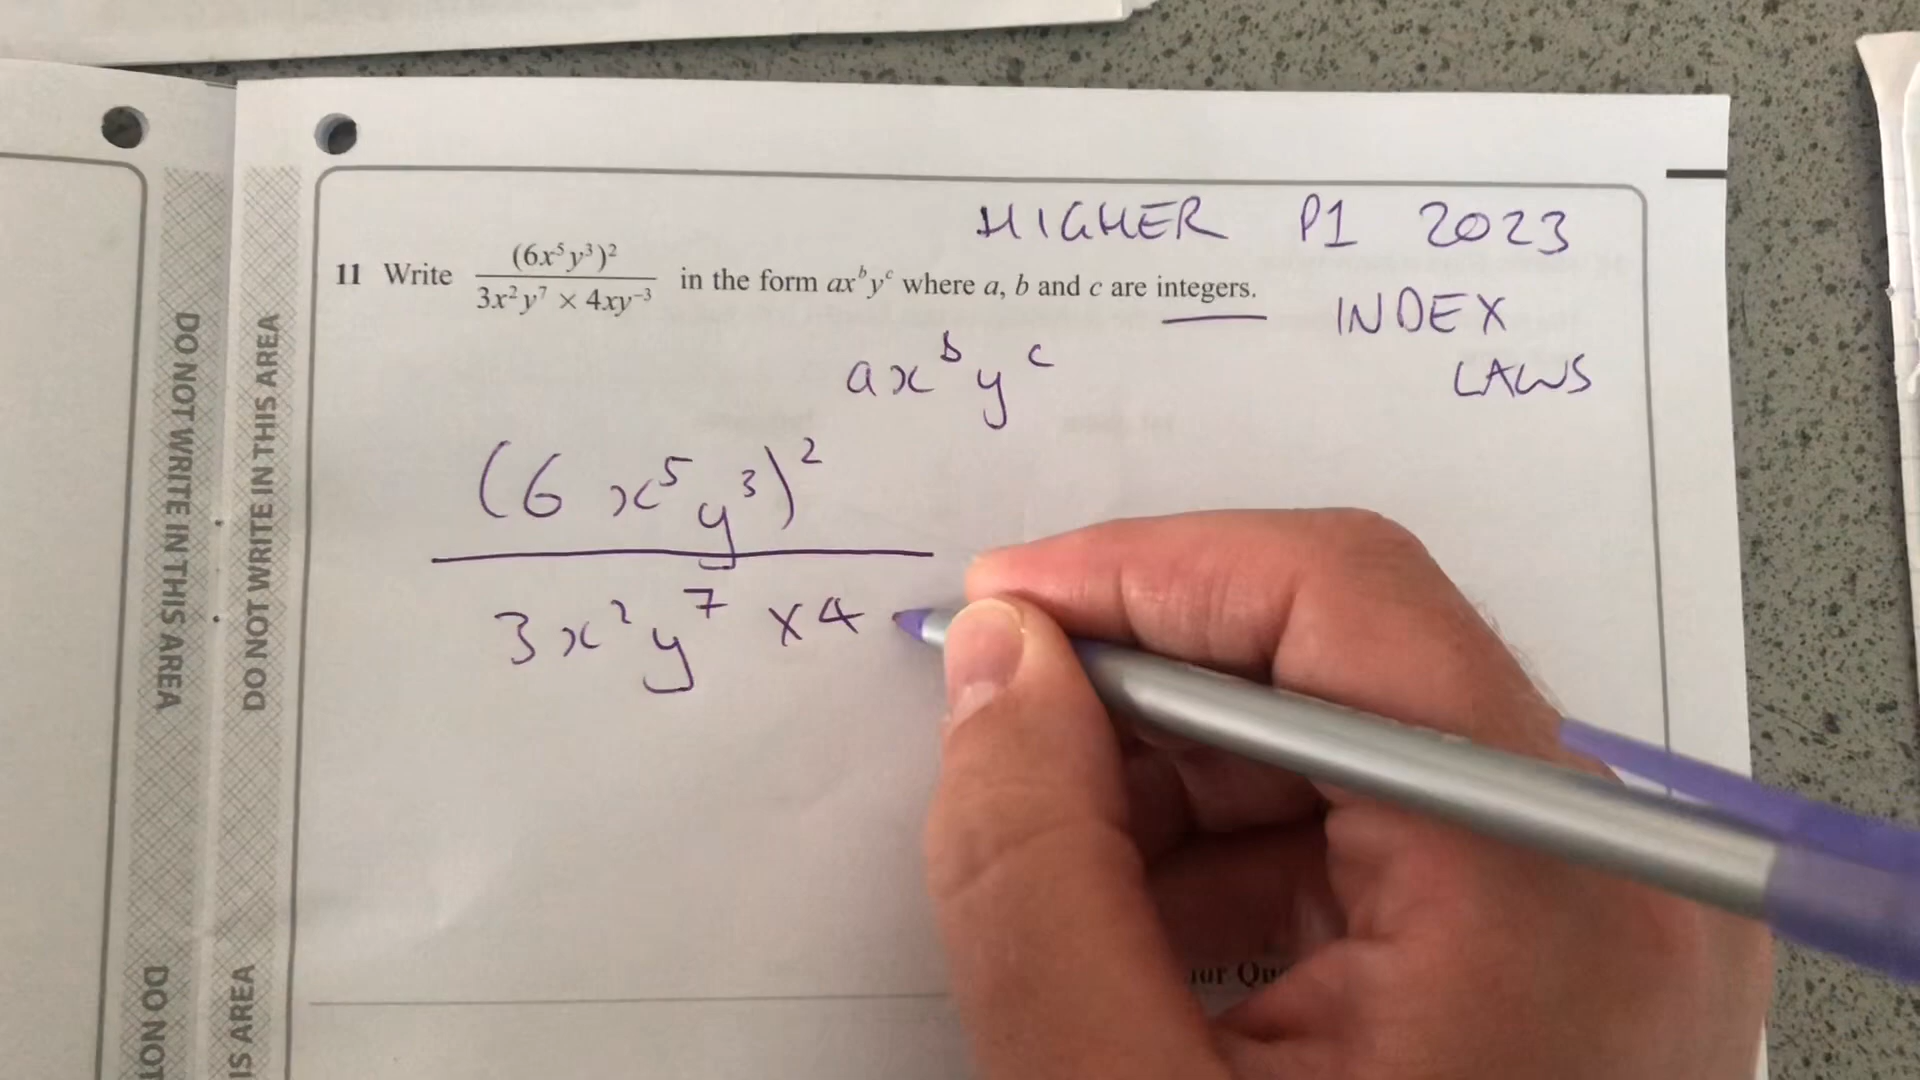 HIGHER P1 2023
11 Write (6x⁵y³)² / 3x²y⁷ × 4xy⁻³ in the form axᵇyᶜ where a, b and c are integers.
INDEX
LAWS
axᵇyᶜ
(6x⁵y³)²
3x²y⁷ ×4
DO NOT WRITE IN THIS AREA
DO NOT WRITE IN THIS AREA
DO NOT
IS AREA